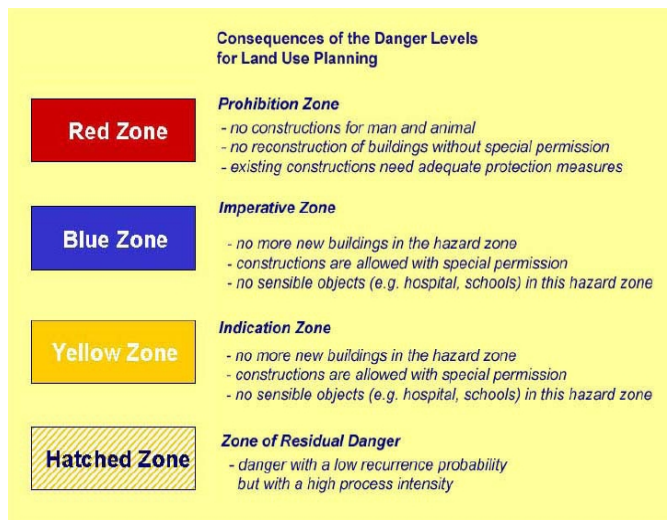 Consequences of the Danger Levels
for Land Use Planning
Red Zone
Prohibition Zone
- no constructions for man and animal
- no reconstruction of buildings without special permission
- existing constructions need adequate protection measures
Blue Zone
Imperative Zone
- no more new buildings in the hazard zone
- constructions are allowed with special permission
- no sensible objects (e.g. hospital, schools) in this hazard zone
Yellow Zone
Indication Zone
- no more new buildings in the hazard zone
- constructions are allowed with special permission
- no sensible objects (e.g. hospital, schools) in this hazard zone
Hatched Zone
Zone of Residual Danger
- danger with a low recurrence probability
but with a high process intensity